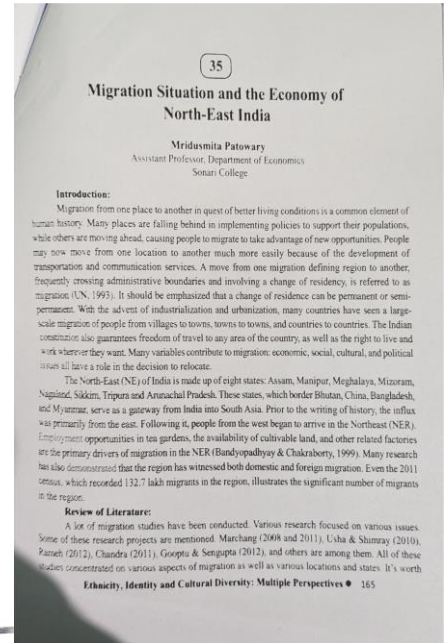 35
Migration Situation and the Economy of
North-East India
Mridusmita Patowary
Assistant Professor, Department of Economics
Sonari College
Introduction:
Migration from one place to another in quest of better living conditions is a common element of
human history. Many places are falling behind in implementing policies to support their populations,
while others are moving ahead, causing people to migrate to take advantage of new opportunities. People
may now move from one location to another much more easily because of the development of
transportation and communication services. A move from one migration defining region to another,
frequently crossing administrative boundaries and involving a change of residency, is referred to as
migration (UN, 1993). It should be emphasized that a change of residence can be permanent or semi-
permanent. With the advent of industrialization and urbanization, many countries have seen a large-
scale migration of people from villages to towns, towns to towns, and countries to countries. The Indian
constitution also guarantees freedom of travel to any area of the country, as well as the right to live and
work wherever they want. Many variables contribute to migration: economic, social, cultural, and political
issues all have a role in the decision to relocate.
The North-East (NE) of India is made up of eight states: Assam, Manipur, Meghalaya, Mizoram,
Nagaland, Sikkim, Tripura and Arunachal Pradesh. These states, which border Bhutan, China, Bangladesh,
and Myanmar, serve as a gateway from India into South Asia. Prior to the writing of history, the influx
was primarily from the east. Following it, people from the west began to arrive in the Northeast (NER).
Employment opportunities in tea gardens, the availability of cultivable land, and other related factories
are the primary drivers of migration in the NER (Bandyopadhyay & Chakraborty, 1999). Many research
has also demonstrated that the region has witnessed both domestic and foreign migration. Even the 2011
census, which recorded 132.7 lakh migrants in the region, illustrates the significant number of migrants
in the region.
Review of Literature:
A lot of migration studies have been conducted. Various research focused on various issues.
Some of these research projects are mentioned. Marchang (2008 and 2011), Usha & Shimray (2010),
(2012), Chandra (2011), Gooptu & Sengupta (2012), and others are among them. All of these
studies concentrated on various aspects of migration as well as various locations and states. It's worth
Ethnicity, Identity and Cultural Diversity: Multiple Perspectives ● 165